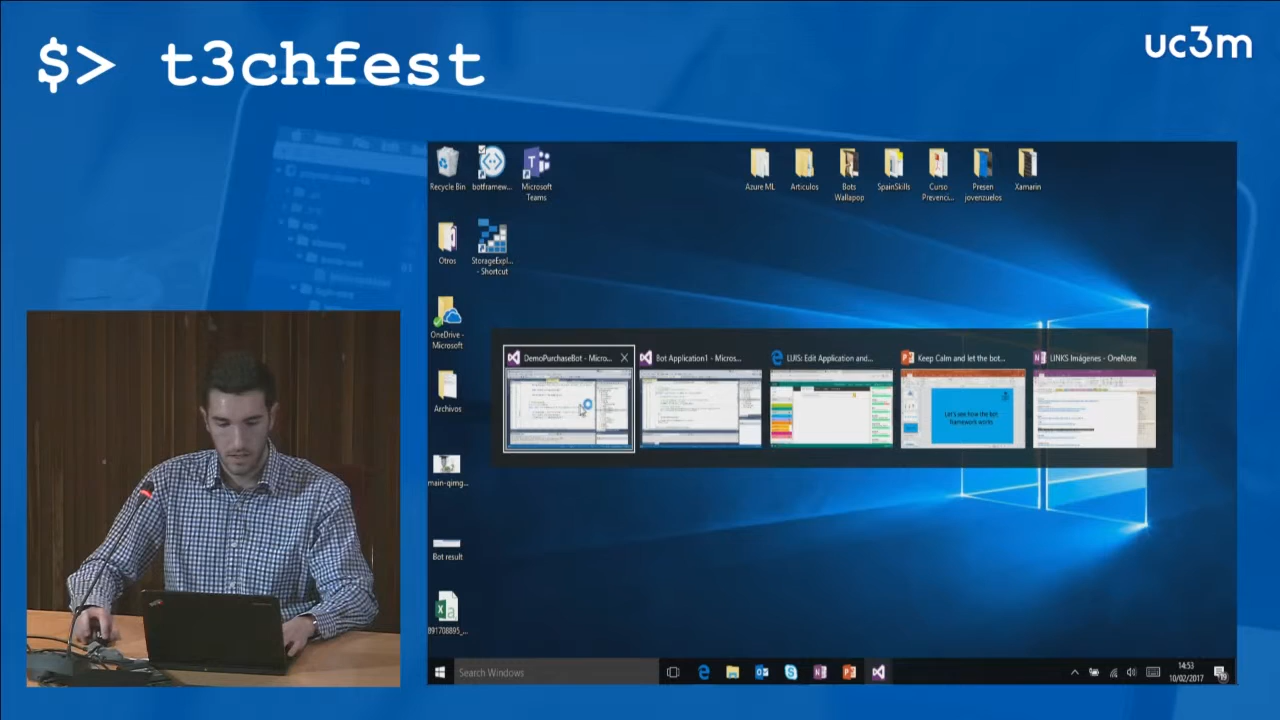 $> t3chfest
uc3m
Recycle Bin
botframew...
Microsoft
Teams
Azure ML
Articulos
Bots
Wallapop
SpainSkills
Curso
Prevenci...
Presen
jovenzuelos
Xamarin
Otros
StorageExpl...
- Shortcut
OneDrive -
Microsoft
Archivos
main-qimg...
Bot result
891708895_...
DemoPurchaseBot - Micros...
Bot Application1 - Micros...
LUIS: Edit Application and...
Keep Calm and let the bot...
LINKS Imágenes - OneNote
Let's see how the bot
framework works
Search Windows
14:53
10/02/2017